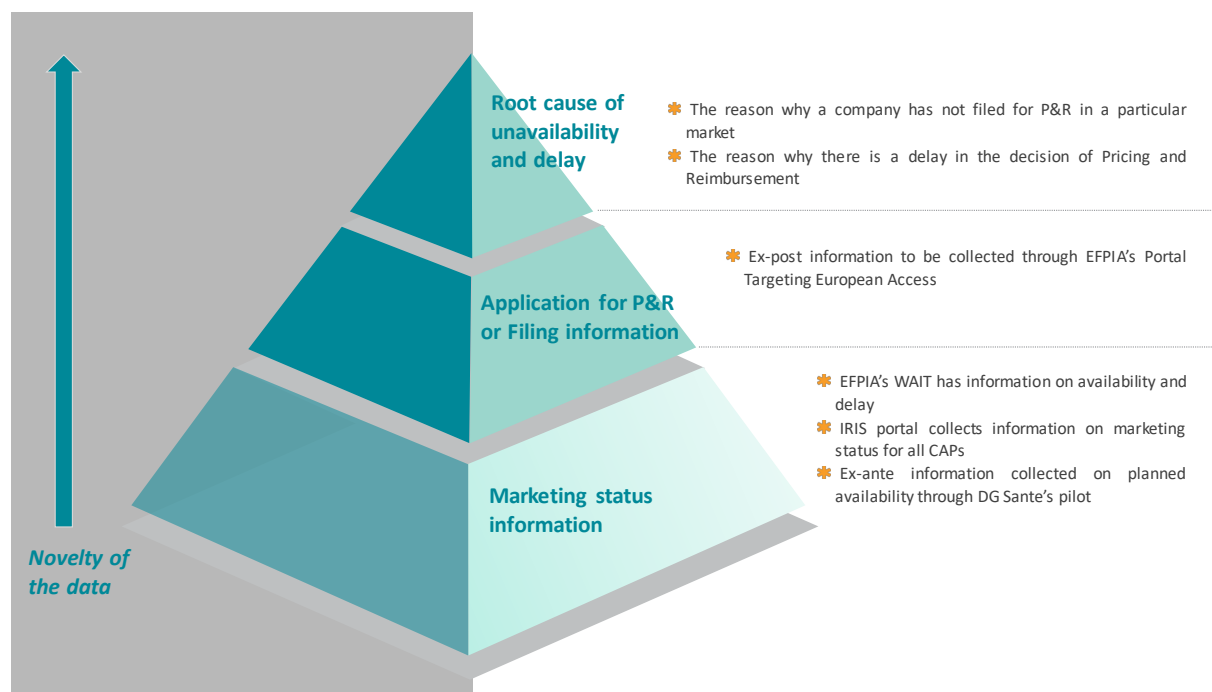 Root cause of
unavailability
and delay
✱ The reason why a company has not filed for P&R in a particular
market
✱ The reason why there is a delay in the decision of Pricing and
Reimbursement
✱ Ex-post information to be collected through EFPIA’s Portal
Targeting European Access
Application for P&R
or Filing information
✱ EFPIA’s WAIT has information on availability and
delay
✱ IRIS portal collects information on marketing
status for all CAPs
✱ Ex-ante information collected on planned
availability through DG Sante’s pilot
Marketing status
information
Novelty of
the data